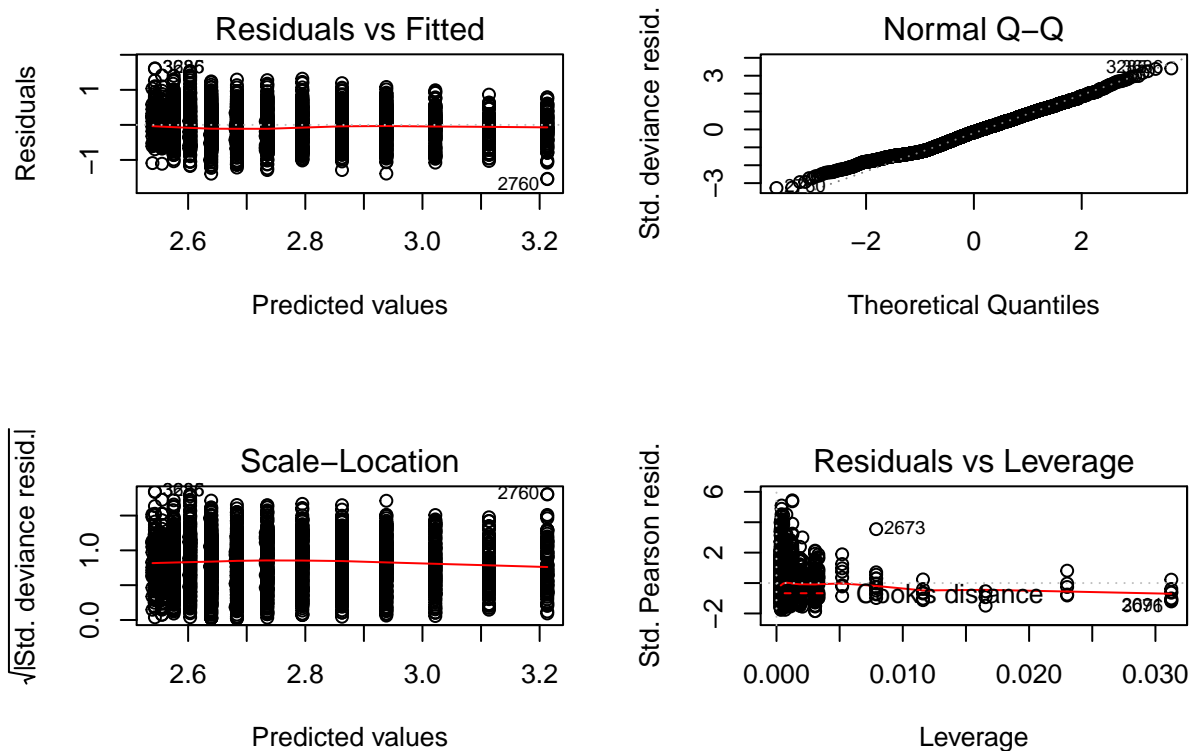 Residuals vs Fitted
Residuals
1
−1
2760
2.6
2.8
3.0
3.2
Predicted values
Normal Q−Q
Std. deviance resid.
3
0
−3
−2
0
2
Theoretical Quantiles
Scale−Location
√|Std. deviance resid.|
1.0
0.0
2760
2.6
2.8
3.0
3.2
Predicted values
Residuals vs Leverage
Std. Pearson resid.
6
2
−2
2673
Cook's distance
0.000
0.010
0.030
Leverage